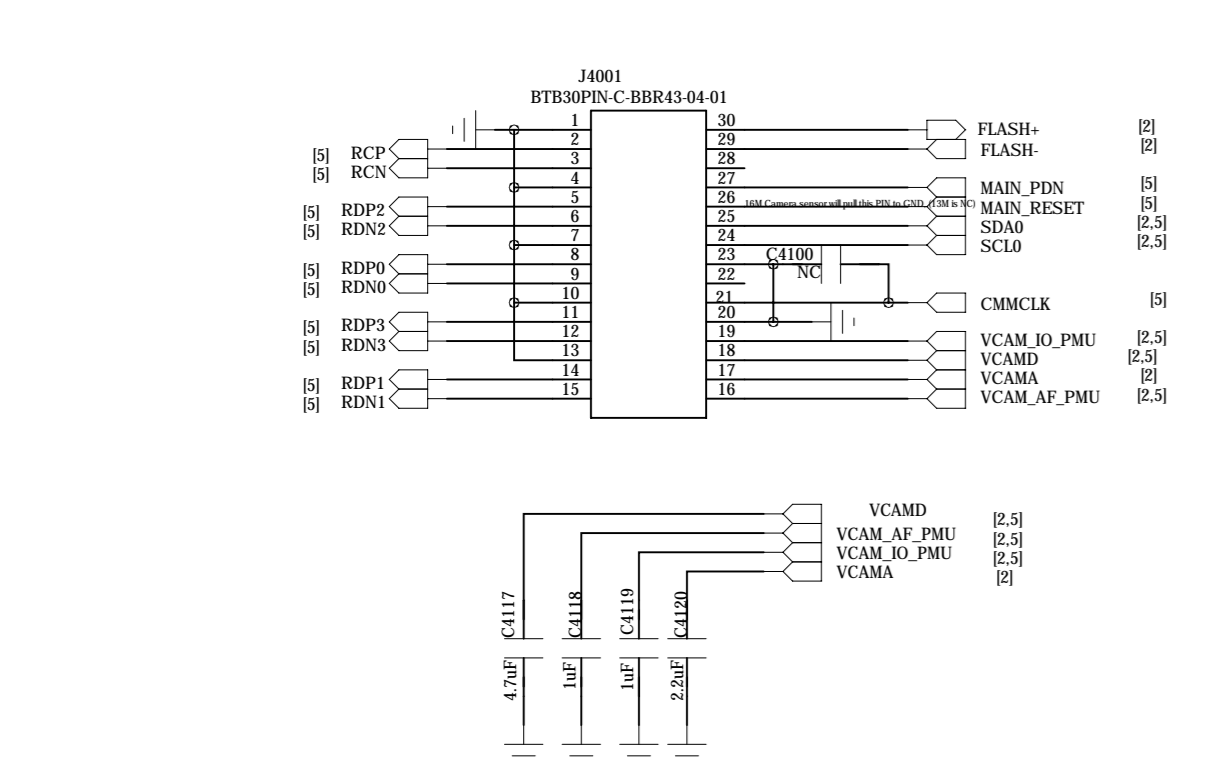 J4001
BTB30PIN-C-BBR43-04-01
1 30 FLASH+ [2]
[5] RCP 2 29 FLASH- [2]
[5] RCN 3 28
4 27 MAIN_PDN [5]
[5] RDP2 5 26 16M Camera sensor will pull this PIN to GND. (13M is NC) MAIN_RESET [5]
[5] RDN2 6 25 SDA0 [2,5]
7 24 SCL0 [2,5]
[5] RDP0 8 23 C4100
[5] RDN0 9 22 NC
10 21 CMMCLK [5]
[5] RDP3 11 20
[5] RDN3 12 19 VCAM_IO_PMU [2,5]
13 18 VCAMD [2,5]
[5] RDP1 14 17 VCAMA [2]
[5] RDN1 15 16 VCAM_AF_PMU [2,5]
VCAMD [2,5]
VCAM_AF_PMU [2,5]
VCAM_IO_PMU [2,5]
VCAMA [2]
C4117 C4118 C4119 C4120
4.7uF 1uF 1uF 2.2uF